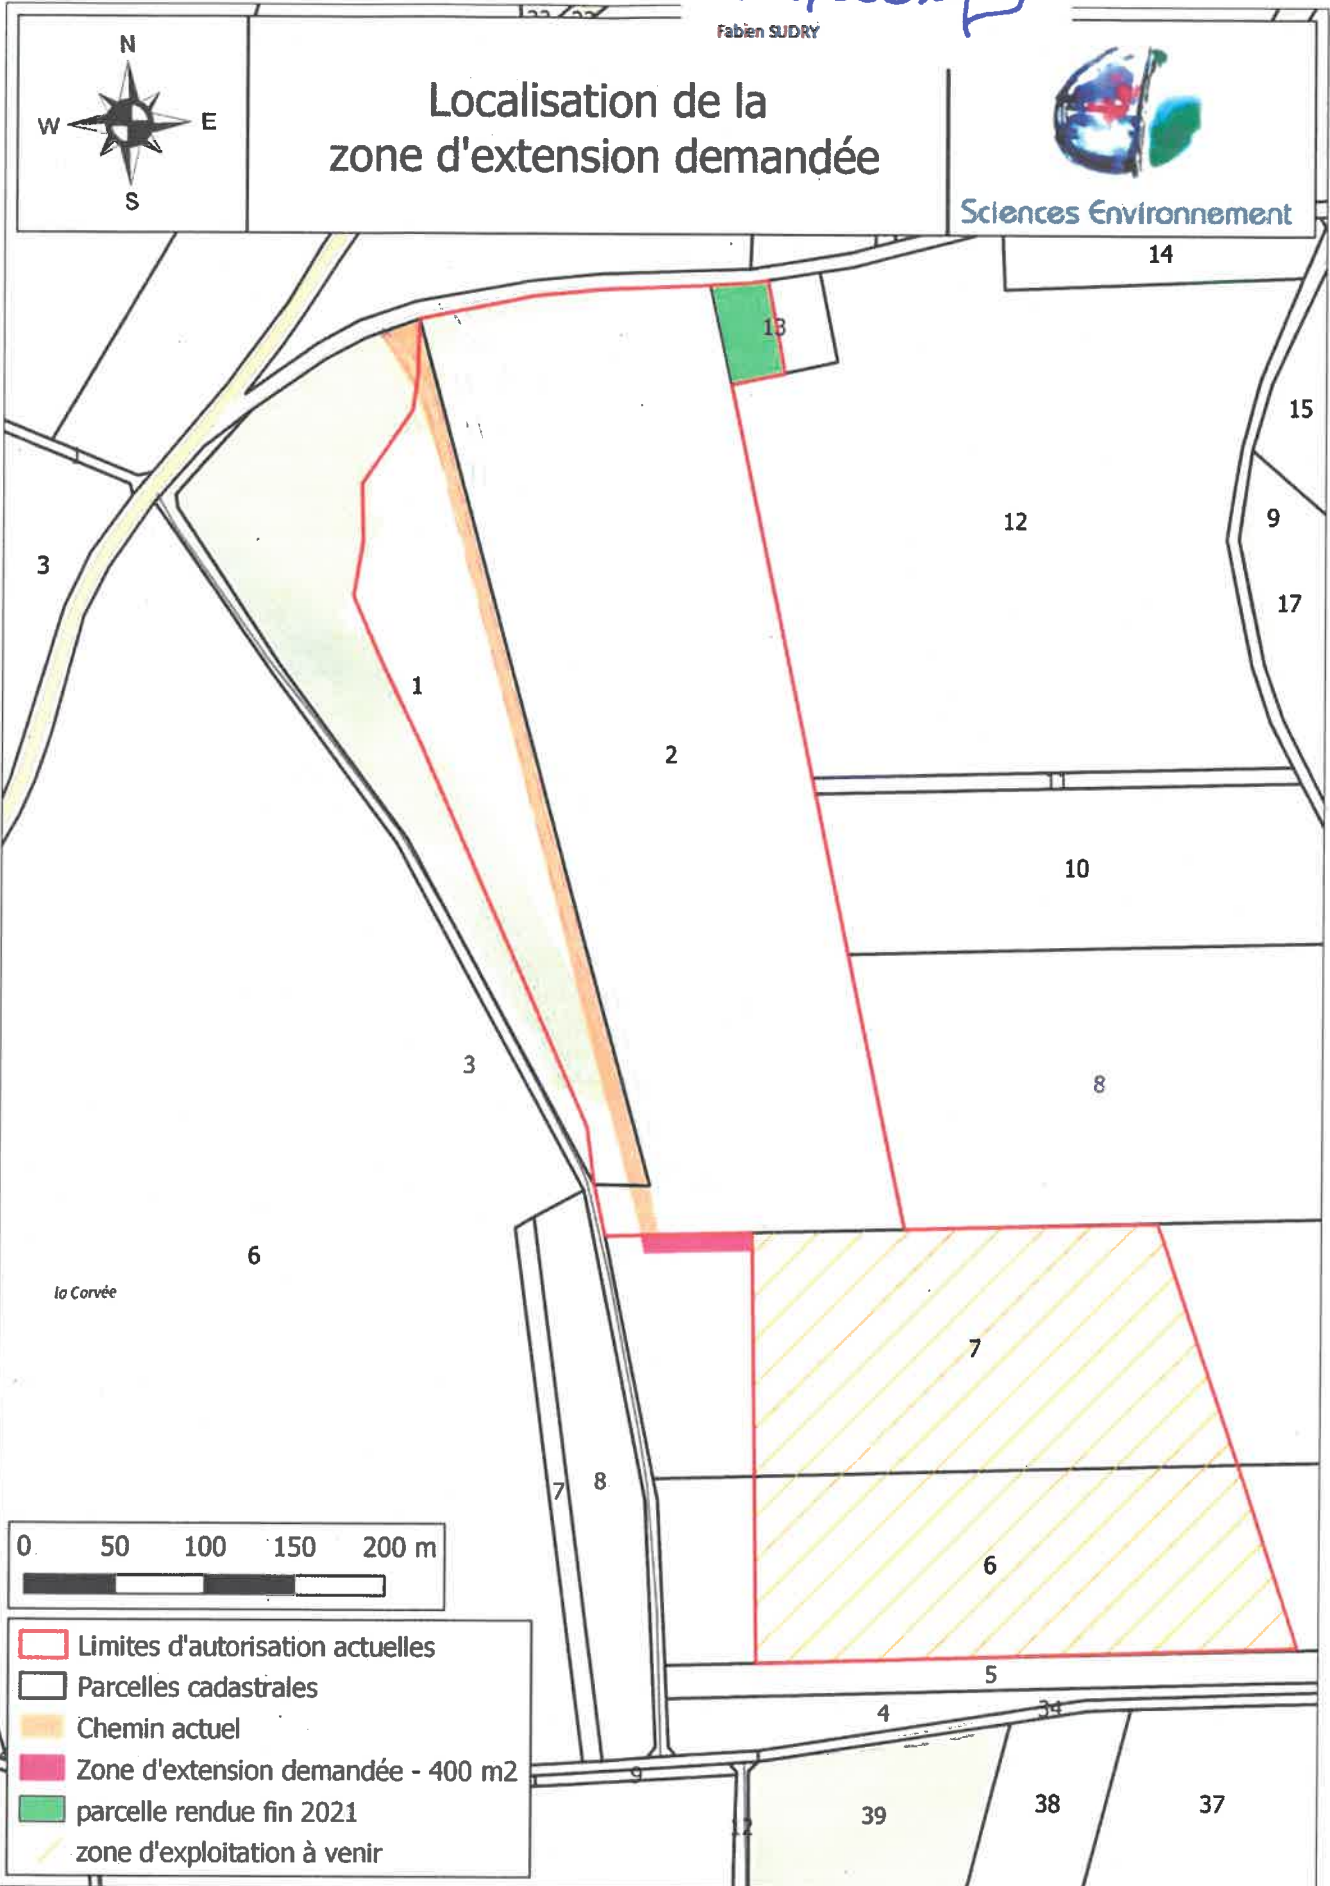 Fabien SUDRY
N
W E
S
Localisation de la
zone d'extension demandée
Sciences Environnement
14
13
15
12
9
3
17
1
2
10
3
8
6
la Corvée
7
7
8
6
0 50 100 150 200 m
5
4
34
Limites d'autorisation actuelles
Parcelles cadastrales
Chemin actuel
Zone d'extension demandée - 400 m2
parcelle rendue fin 2021
zone d'exploitation à venir
9
12
39
38
37